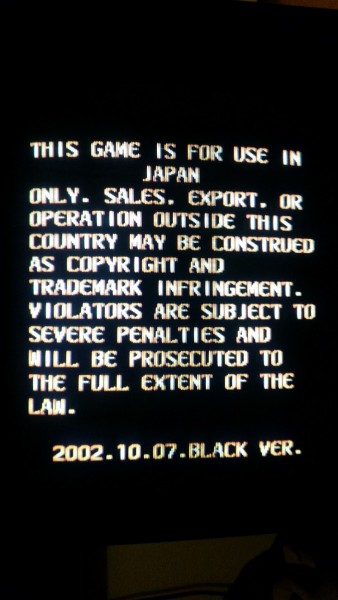 THIS GAME IS FOR USE IN
JAPAN
ONLY. SALES. EXPORT. OR
OPERATION OUTSIDE THIS
COUNTRY MAY BE CONSTRUED
AS COPYRIGHT AND
TRADEMARK INFRINGEMENT.
VIOLATORS ARE SUBJECT TO
SEVERE PENALTIES AND
WILL BE PROSECUTED TO
THE FULL EXTENT OF THE
LAW.
2002.10.07.BLACK VER.